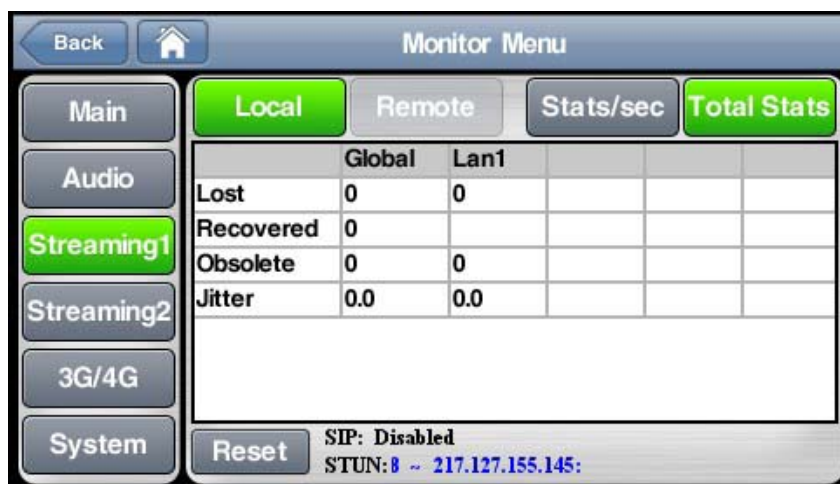 Back Monitor Menu
Main Local Remote Stats/sec Total Stats
Global Lan1
Audio
Lost 0 0
Recovered 0
Streaming1
Obsolete 0 0
Jitter 0.0 0.0
Streaming2
3G/4G
System Reset SIP: Disabled
STUN:8 ~ 217.127.155.145: